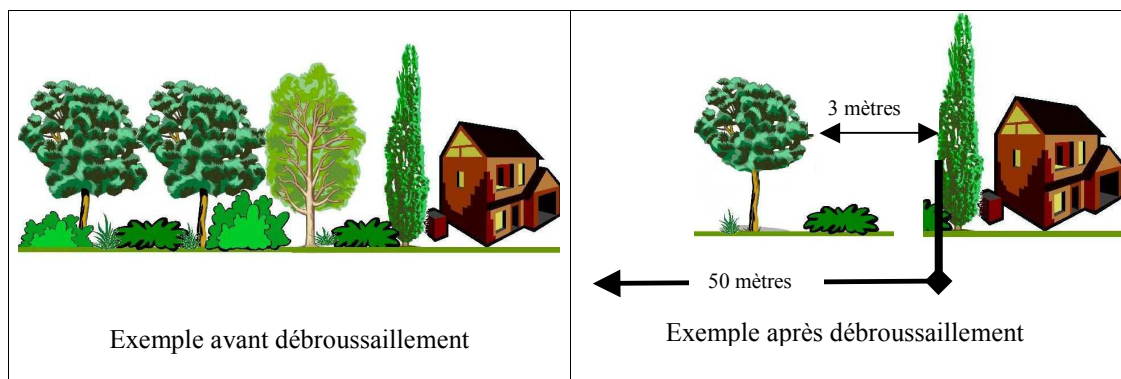 Exemple avant débroussaillement
3 mètres
50 mètres
Exemple après débroussaillement